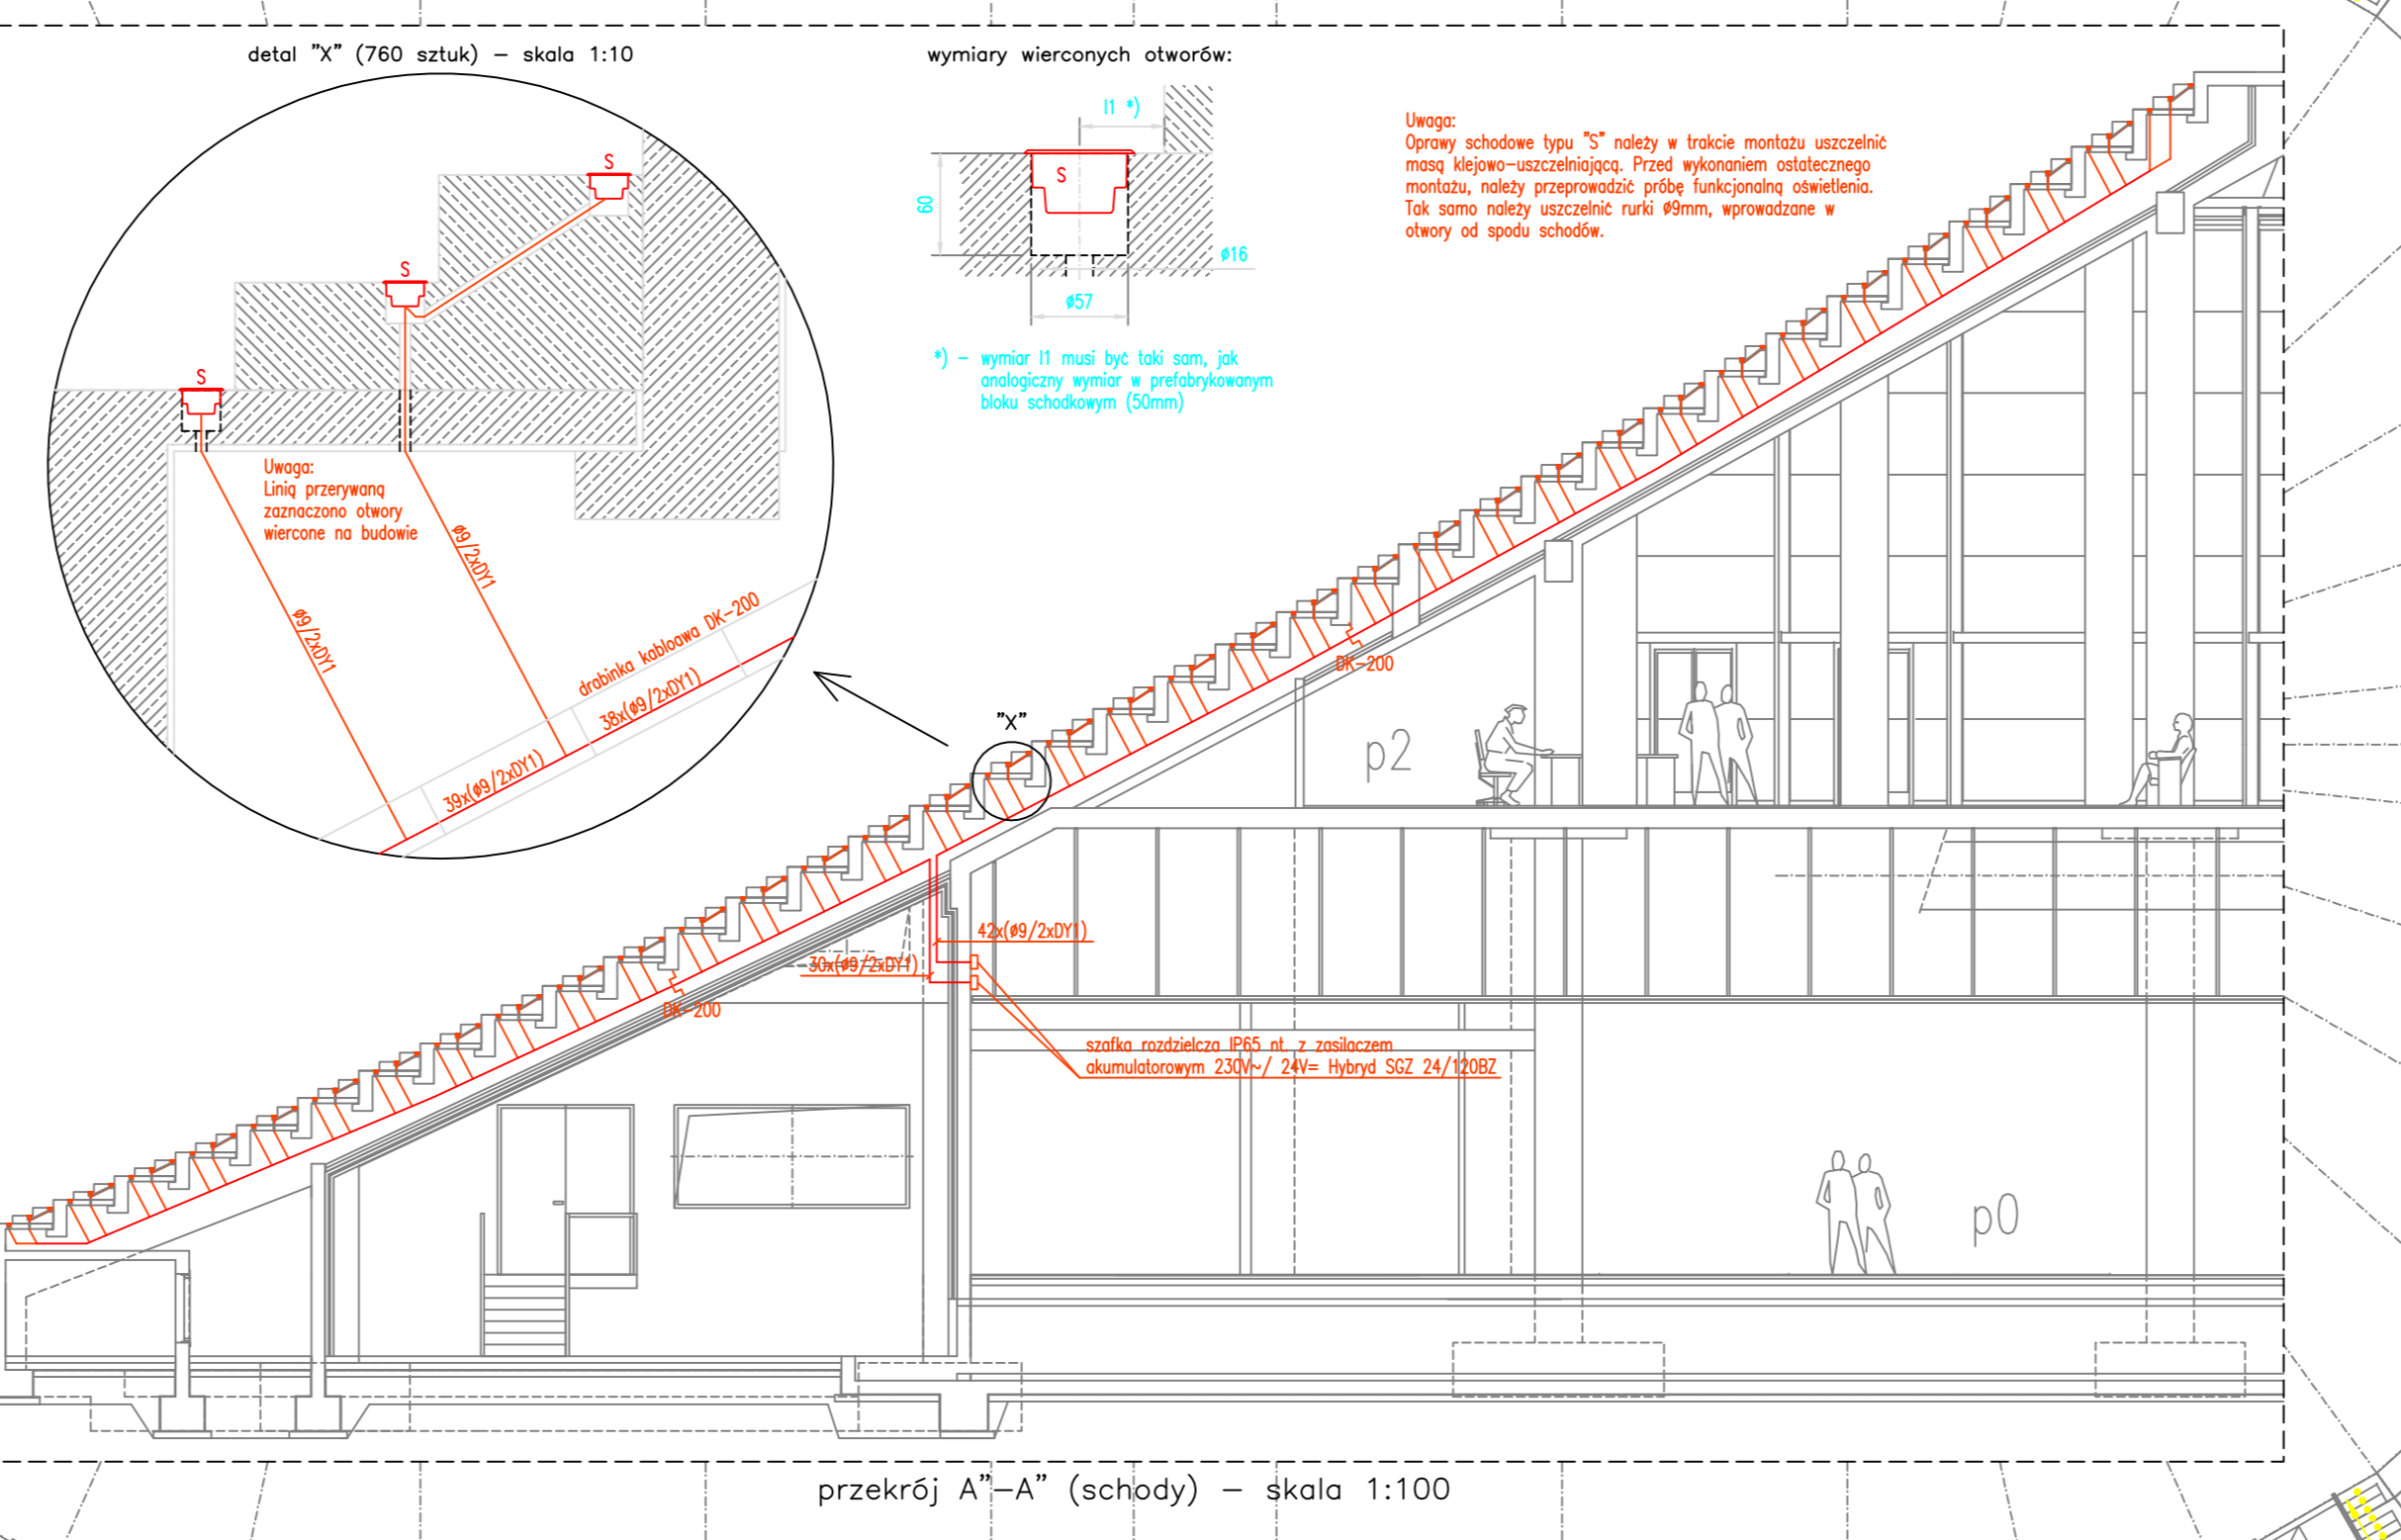 detal "X" (760 sztuk) – skala 1:10
S
S
S
Uwaga:
Linią przerywaną
zaznaczono otwory
wiercone na budowie
ø9/2xDY1
ø9/2xDY1
drabinka kabloawa DK-200
39x(ø9/2xDY1)
38x(ø9/2xDY1)
wymiary wierconych otworów:
l1 *)
S
60
ø16
ø57
*) – wymiar l1 musi być taki sam, jak
analogiczny wymiar w prefabrykowanym
bloku schodkowym (50mm)
Uwaga:
Oprawy schodowe typu "S" należy w trakcie montażu uszczelnić
masą klejowo-uszczelniającą. Przed wykonaniem ostatecznego
montażu, należy przeprowadzić próbę funkcjonalną oświetlenia.
Tak samo należy uszczelnić rurki ø9mm, wprowadzane w
otwory od spodu schodów.
DK-200
"X"
p2
42x(ø9/2xDY1)
30x(ø9/2xDY1)
DK-200
szafka rozdzielcza IP65 nt. z zasilaczem
akumulatorowym 230V~/ 24V= Hybryd SGZ 24/120BZ
p0
przekrój A"–A" (schody) – skala 1:100